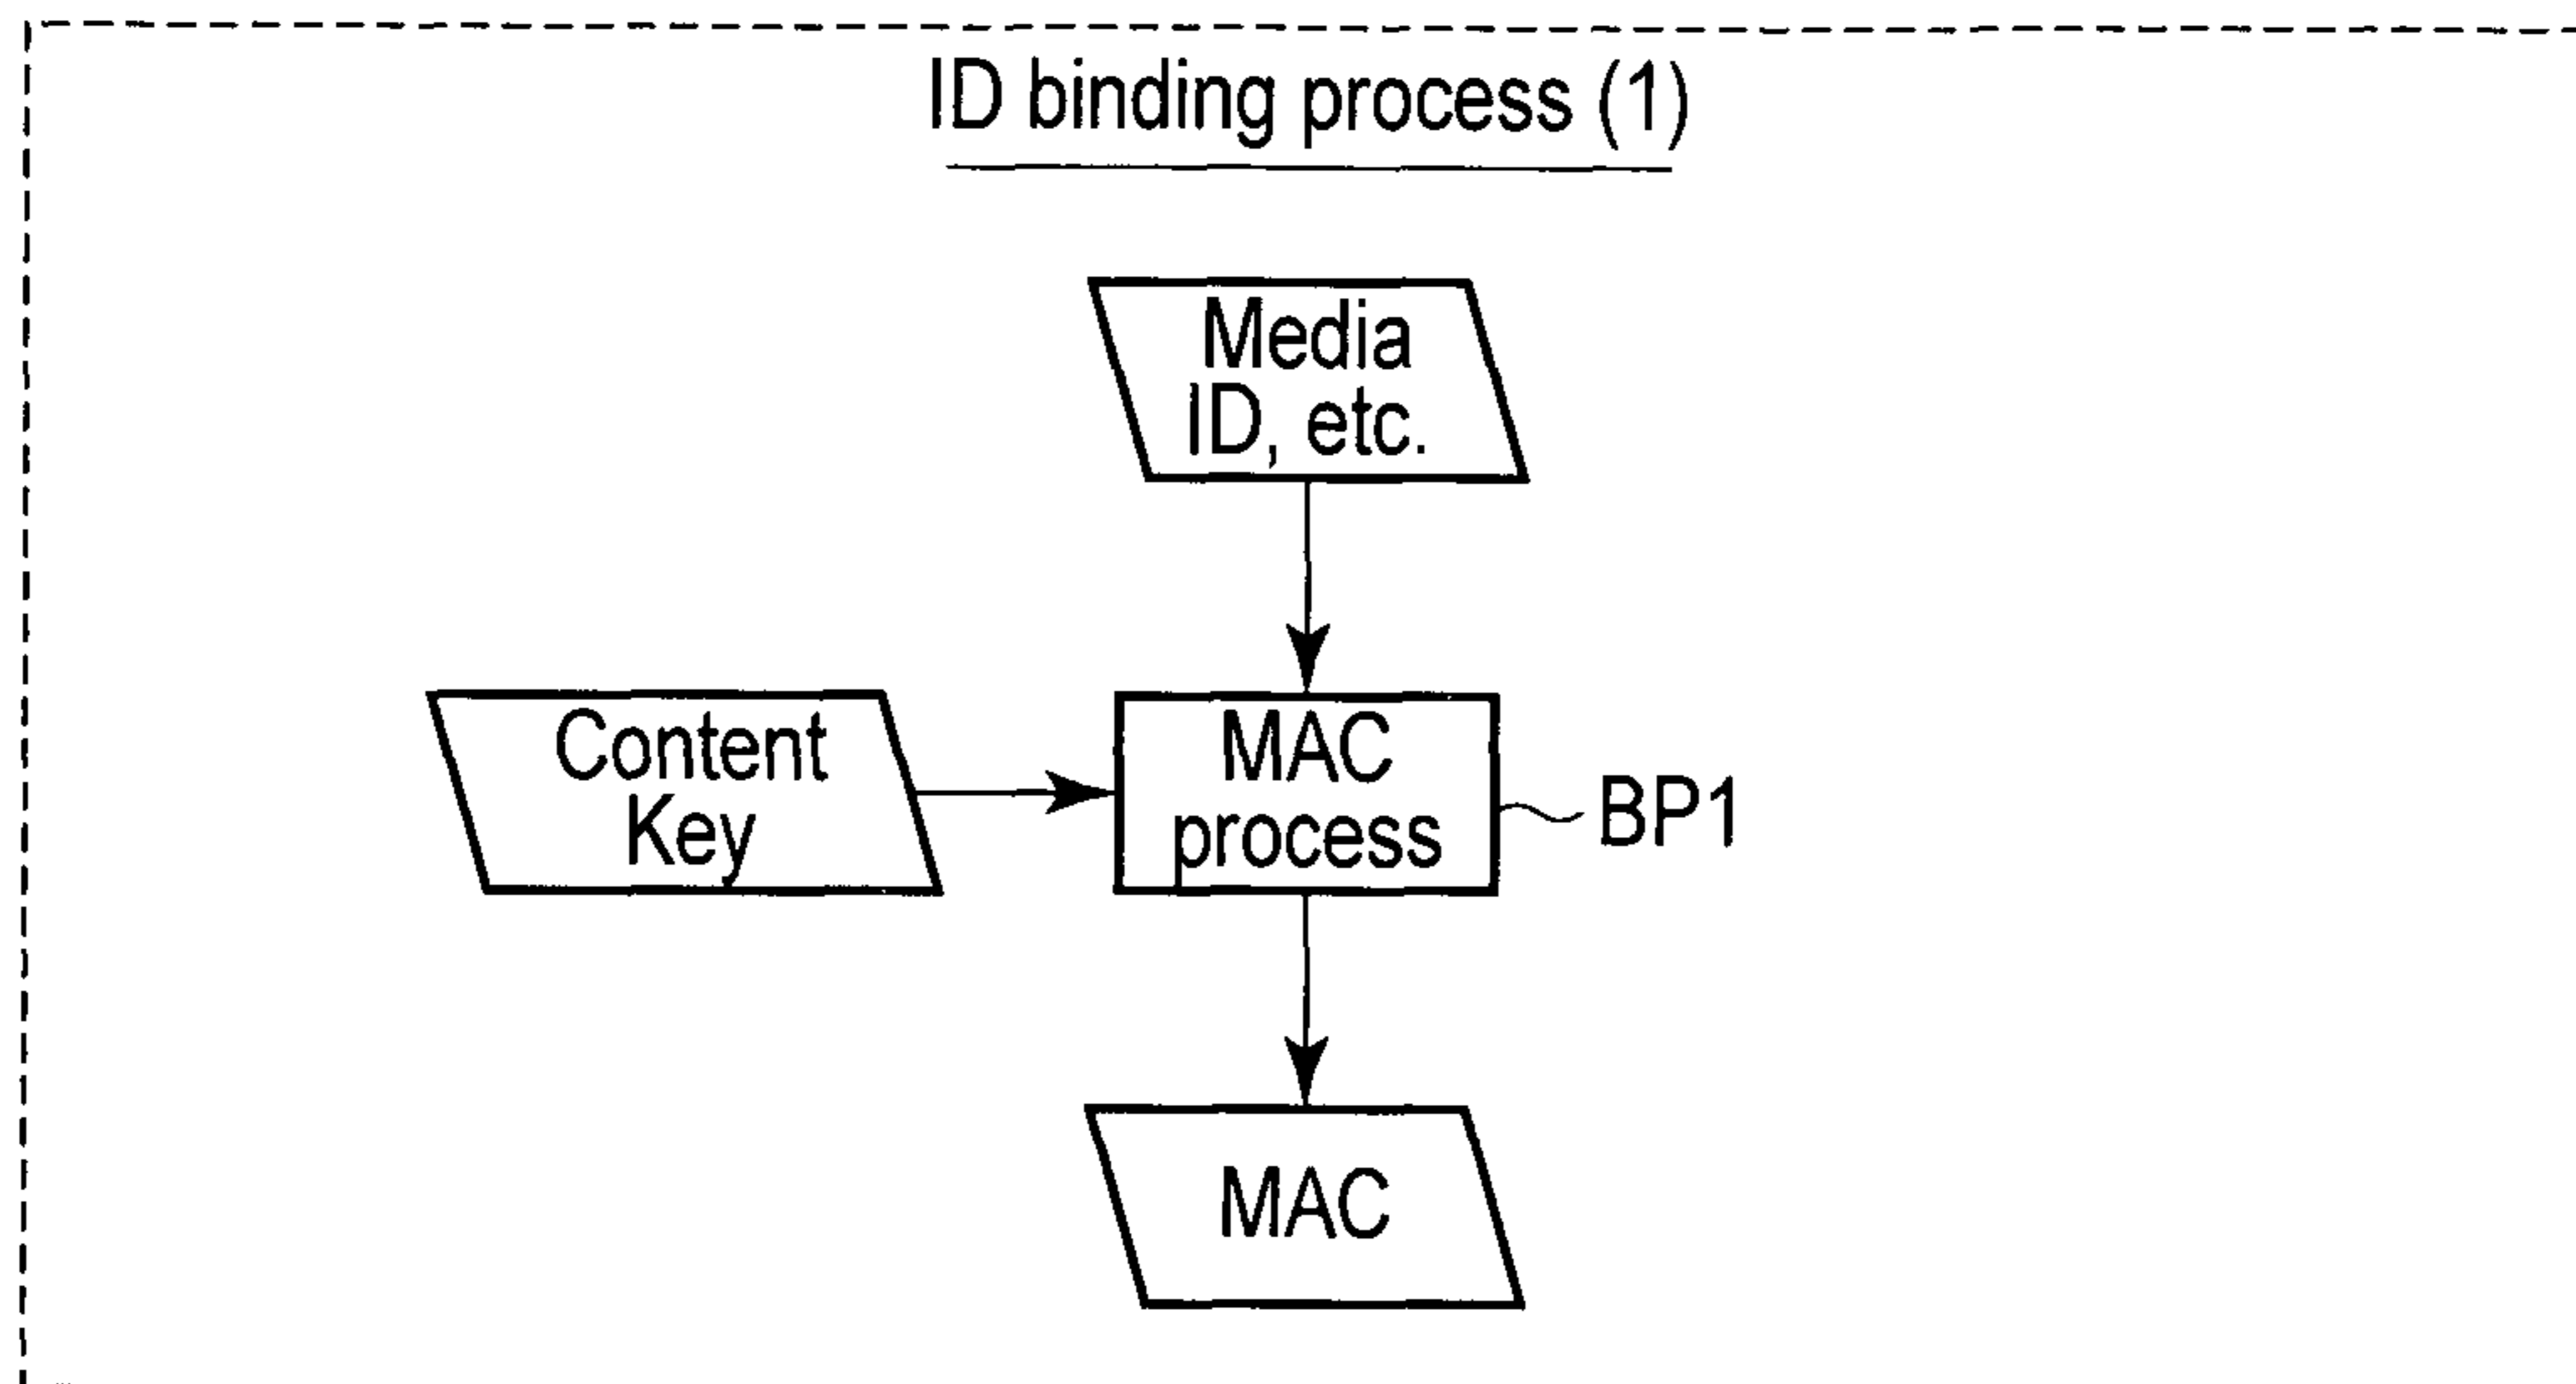 ID binding process (1)
Media
ID, etc.
Content
Key
MAC
process
BP1
MAC